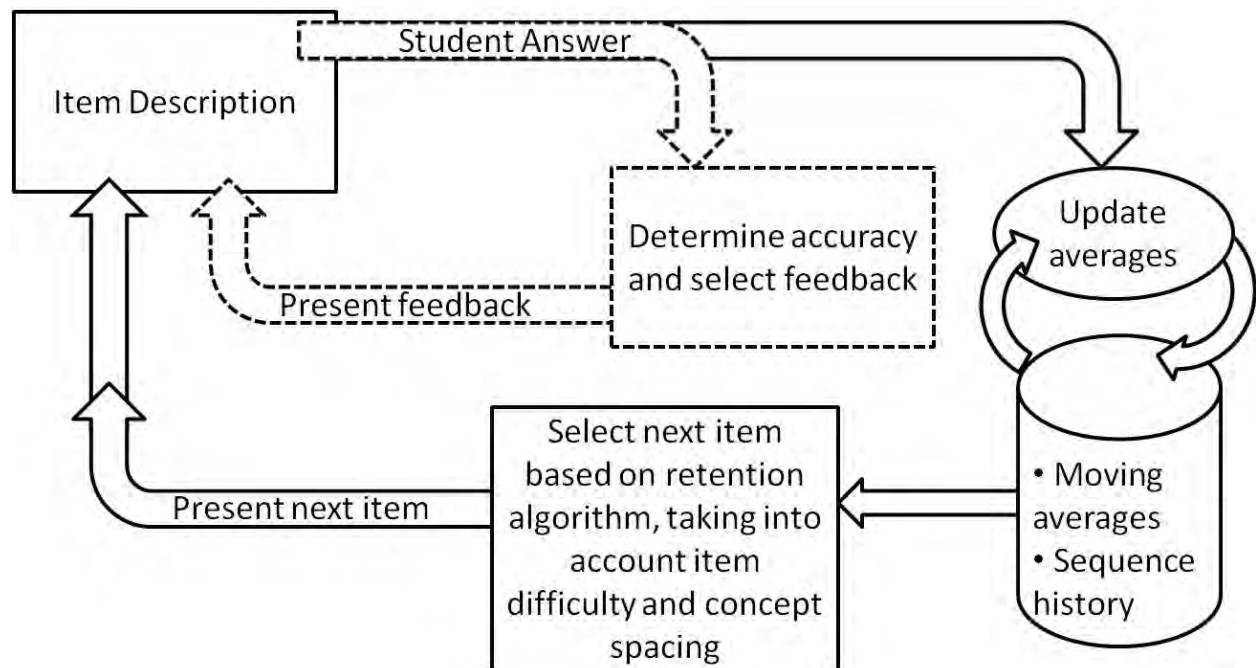 Student Answer
Item Description
Update
averages
Determine accuracy
and select feedback
Present feedback
Select next item
based on retention
algorithm, taking into
account item
difficulty and concept
spacing
Present next item
• Moving
averages
• Sequence
history